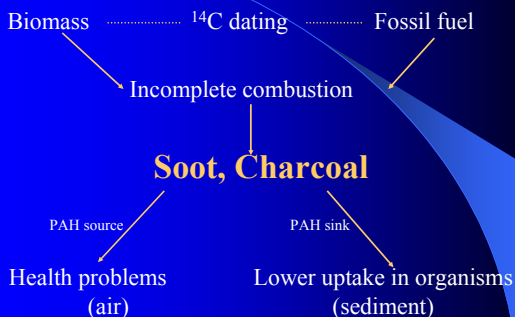 Biomass ¹⁴C dating Fossil fuel
Incomplete combustion
Soot, Charcoal
PAH source PAH sink
Health problems Lower uptake in organisms
(air) (sediment)